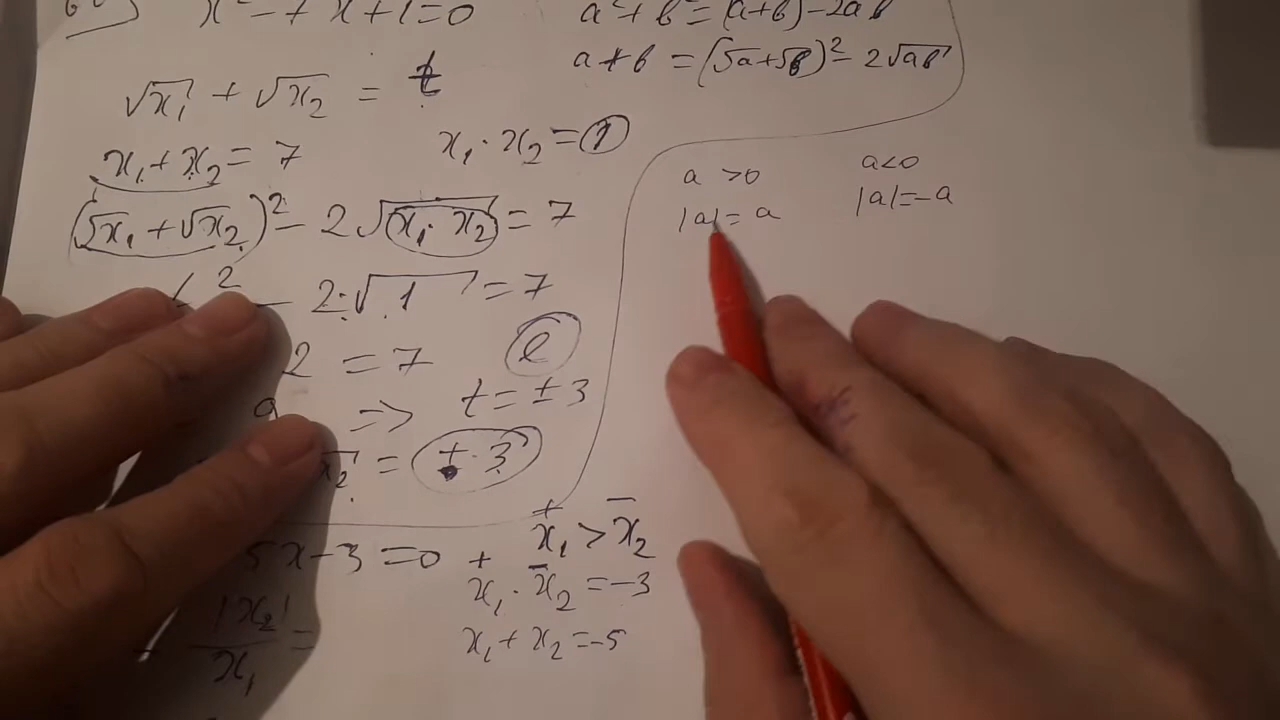 x² - 7x + 1 = 0
a² + b² = (a+b)² - 2ab
a + b = (√a + √b)² - 2√ab
√x₁ + √x₂ = t
x₁ + x₂ = 7
x₁ · x₂ = 1
(√x₁ + √x₂)² - 2√x₁ · x₂ = 7
t² - 2 · √1 = 7
2 = 7
e
=> t = ± 3
= + 3
a > 0
|a| = a
a < 0
|a| = -a
5x - 3 = 0
+ -
x₁ > x₂
x₁ · x₂ = -3
x₁ + x₂ = -5
|x₂|
x₁ =